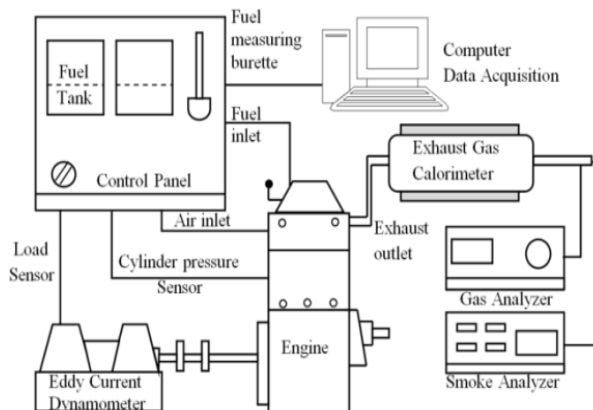 Fuel
measuring
burette
Computer
Data Acquisition
Fuel
Tank
Fuel
inlet
Control Panel
Exhaust Gas
Calorimeter
Air inlet
Exhaust
outlet
Load
Sensor
Cylinder pressure
Sensor
Gas Analyzer
Engine
Eddy Current
Dynamometer
Smoke Analyzer